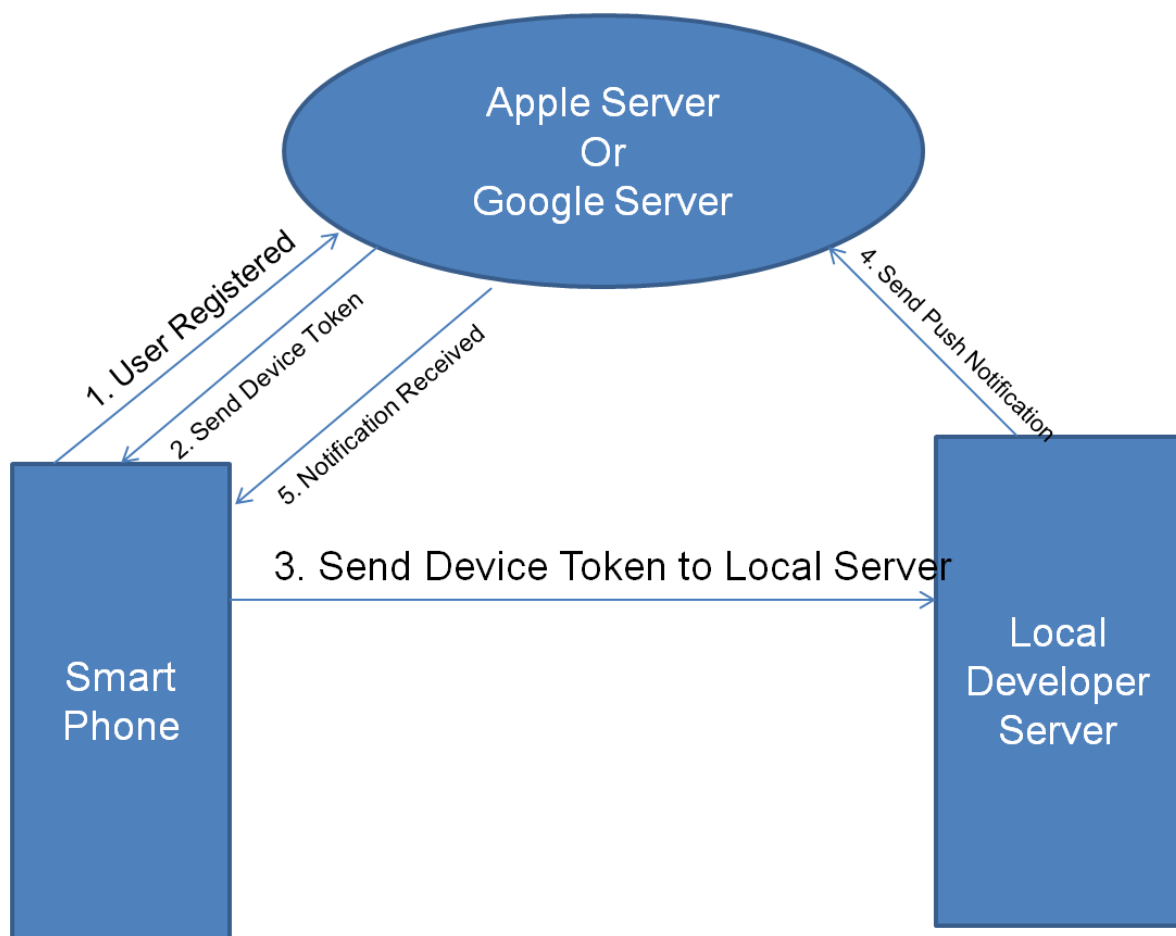 Apple Server
Or
Google Server
1. User Registered
2. Send Device Token
5. Notification Received
4. Send Push Notification
3. Send Device Token to Local Server
Smart
Phone
Local
Developer
Server